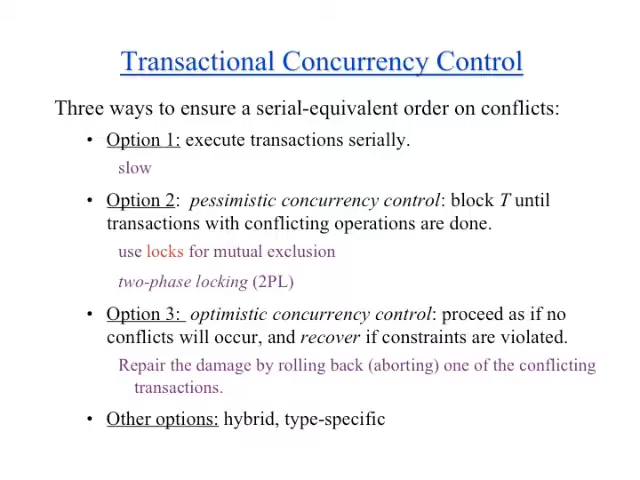 Transactional Concurrency Control
Three ways to ensure a serial-equivalent order on conflicts:
• Option 1: execute transactions serially.
slow
• Option 2: pessimistic concurrency control: block T until
transactions with conflicting operations are done.
use locks for mutual exclusion
two-phase locking (2PL)
• Option 3: optimistic concurrency control: proceed as if no
conflicts will occur, and recover if constraints are violated.
Repair the damage by rolling back (aborting) one of the conflicting
transactions.
• Other options: hybrid, type-specific